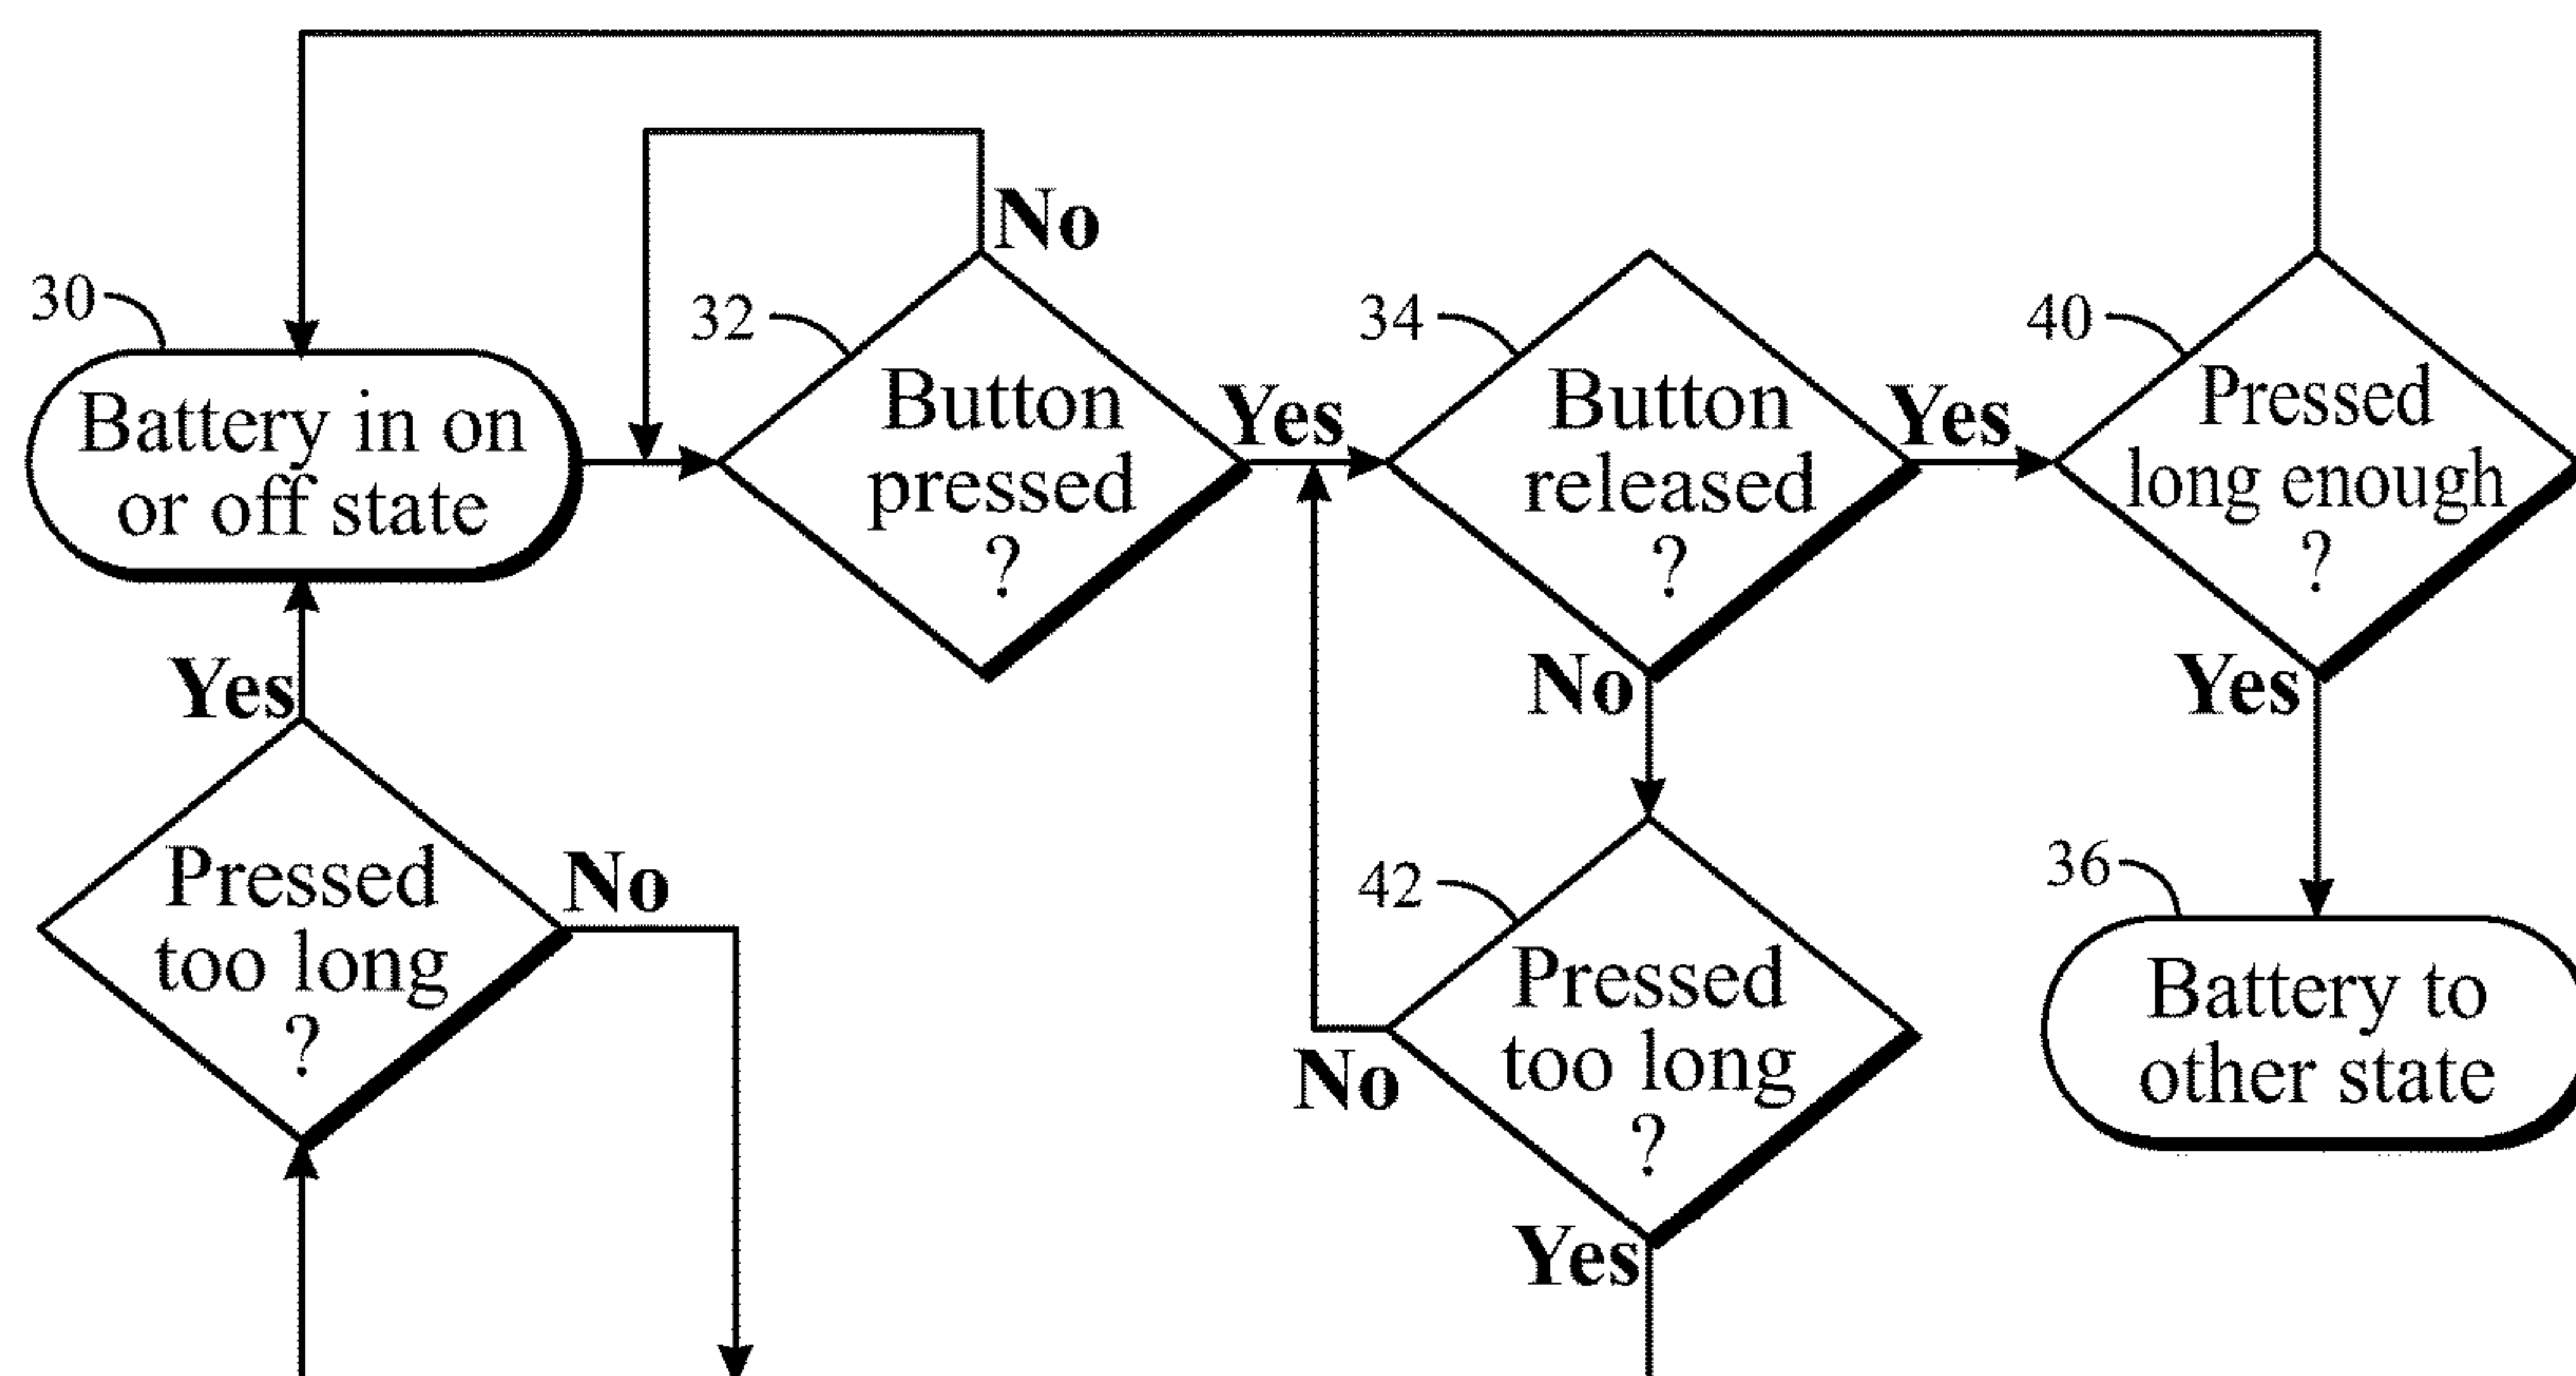 No
30
32
34
40
Battery in on
or off state
Button
pressed
?
Yes
Button
released
?
Yes
Pressed
long enough
?
Yes
No
Yes
Pressed
too long
?
No
42
Pressed
too long
?
No
Yes
36
Battery to
other state